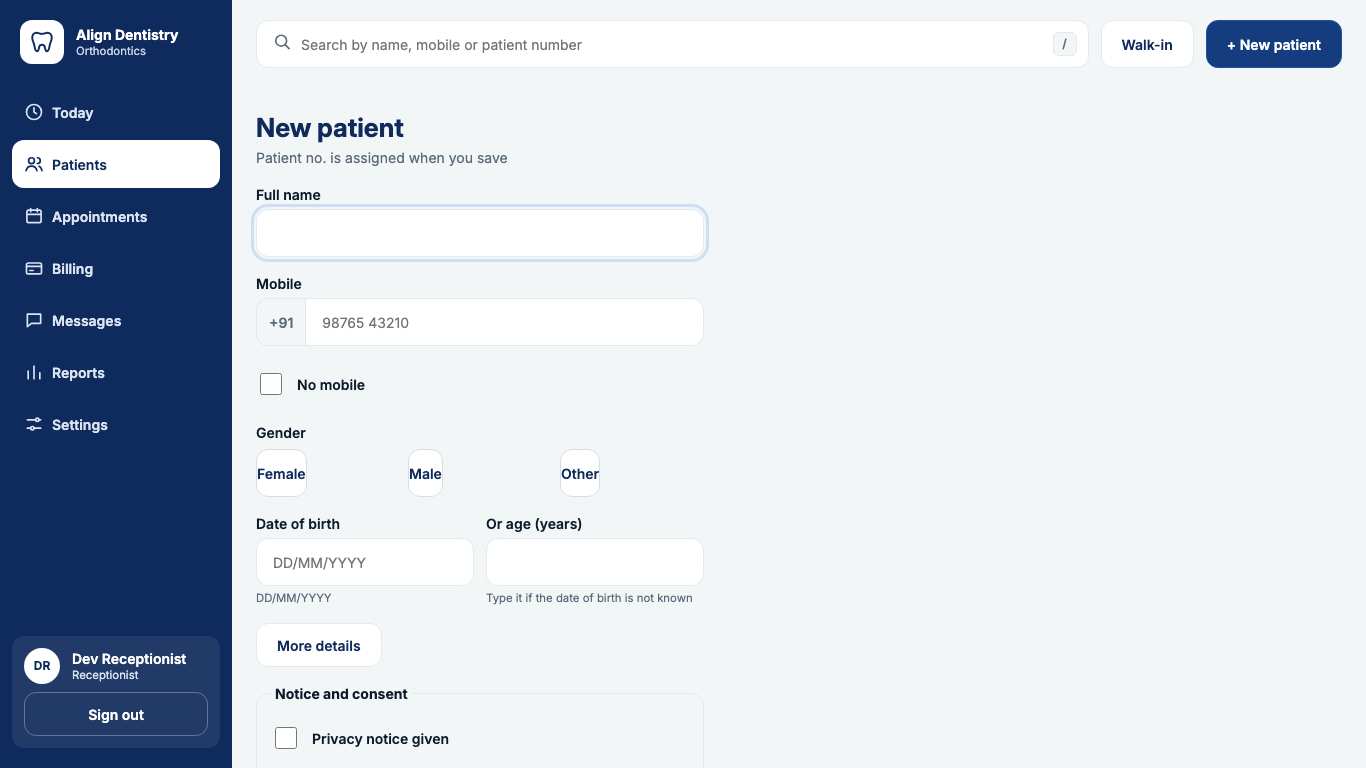 Align Dentistry
Orthodontics
Today
Patients
Appointments
Billing
Messages
Reports
Settings
DR
Dev Receptionist
Receptionist
Sign out
Search by name, mobile or patient number
/
Walk-in
+ New patient
New patient
Patient no. is assigned when you save
Full name
Mobile
+91 98765 43210
No mobile
Gender
Female Male Other
Date of birth Or age (years)
DD/MM/YYYY
DD/MM/YYYY Type it if the date of birth is not known
More details
Notice and consent
Privacy notice given